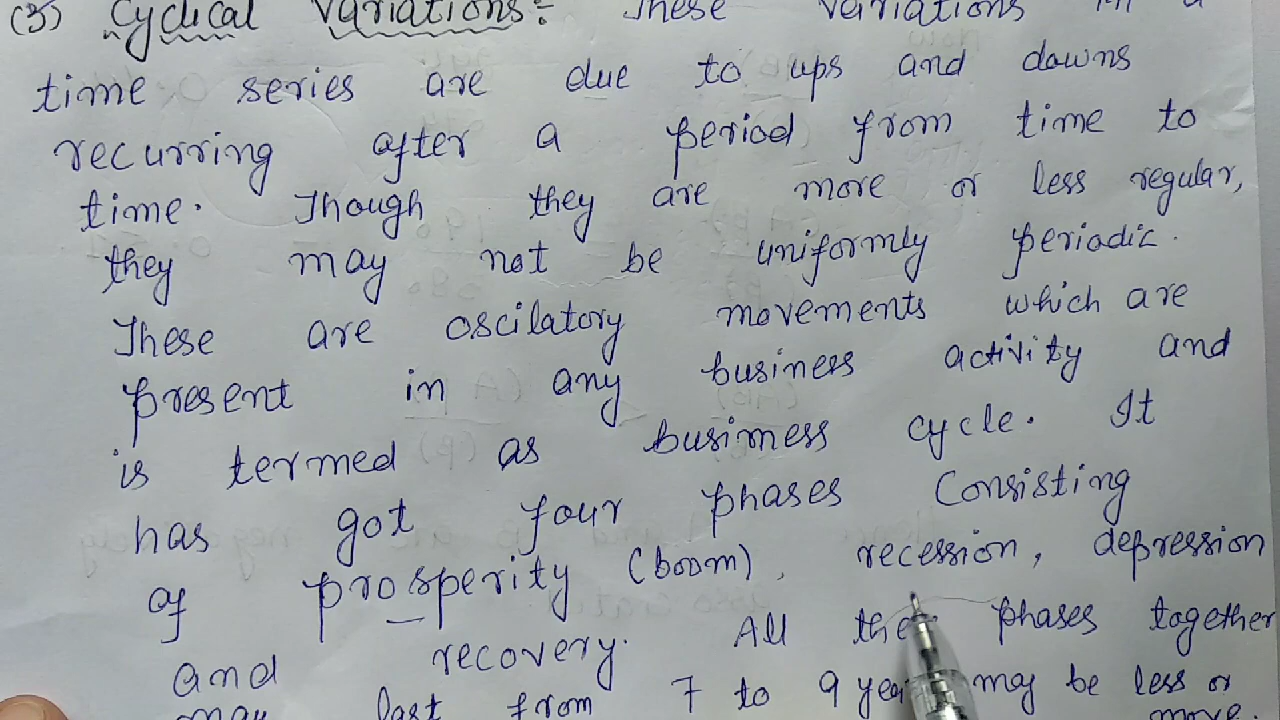 (3) Cyclical Variations:- These variations in a
time series are due to ups and downs
recurring after a period from time to
time. Though they are more or less regular,
they may not be uniformly periodic.
These are oscilatory movements which are
present in any business activity and
is termed as business cycle. It
has got four phases Consisting
of prosperity (boom), recession, depression
and recovery. All the phases together
may last from 7 to 9 may be less or
more.